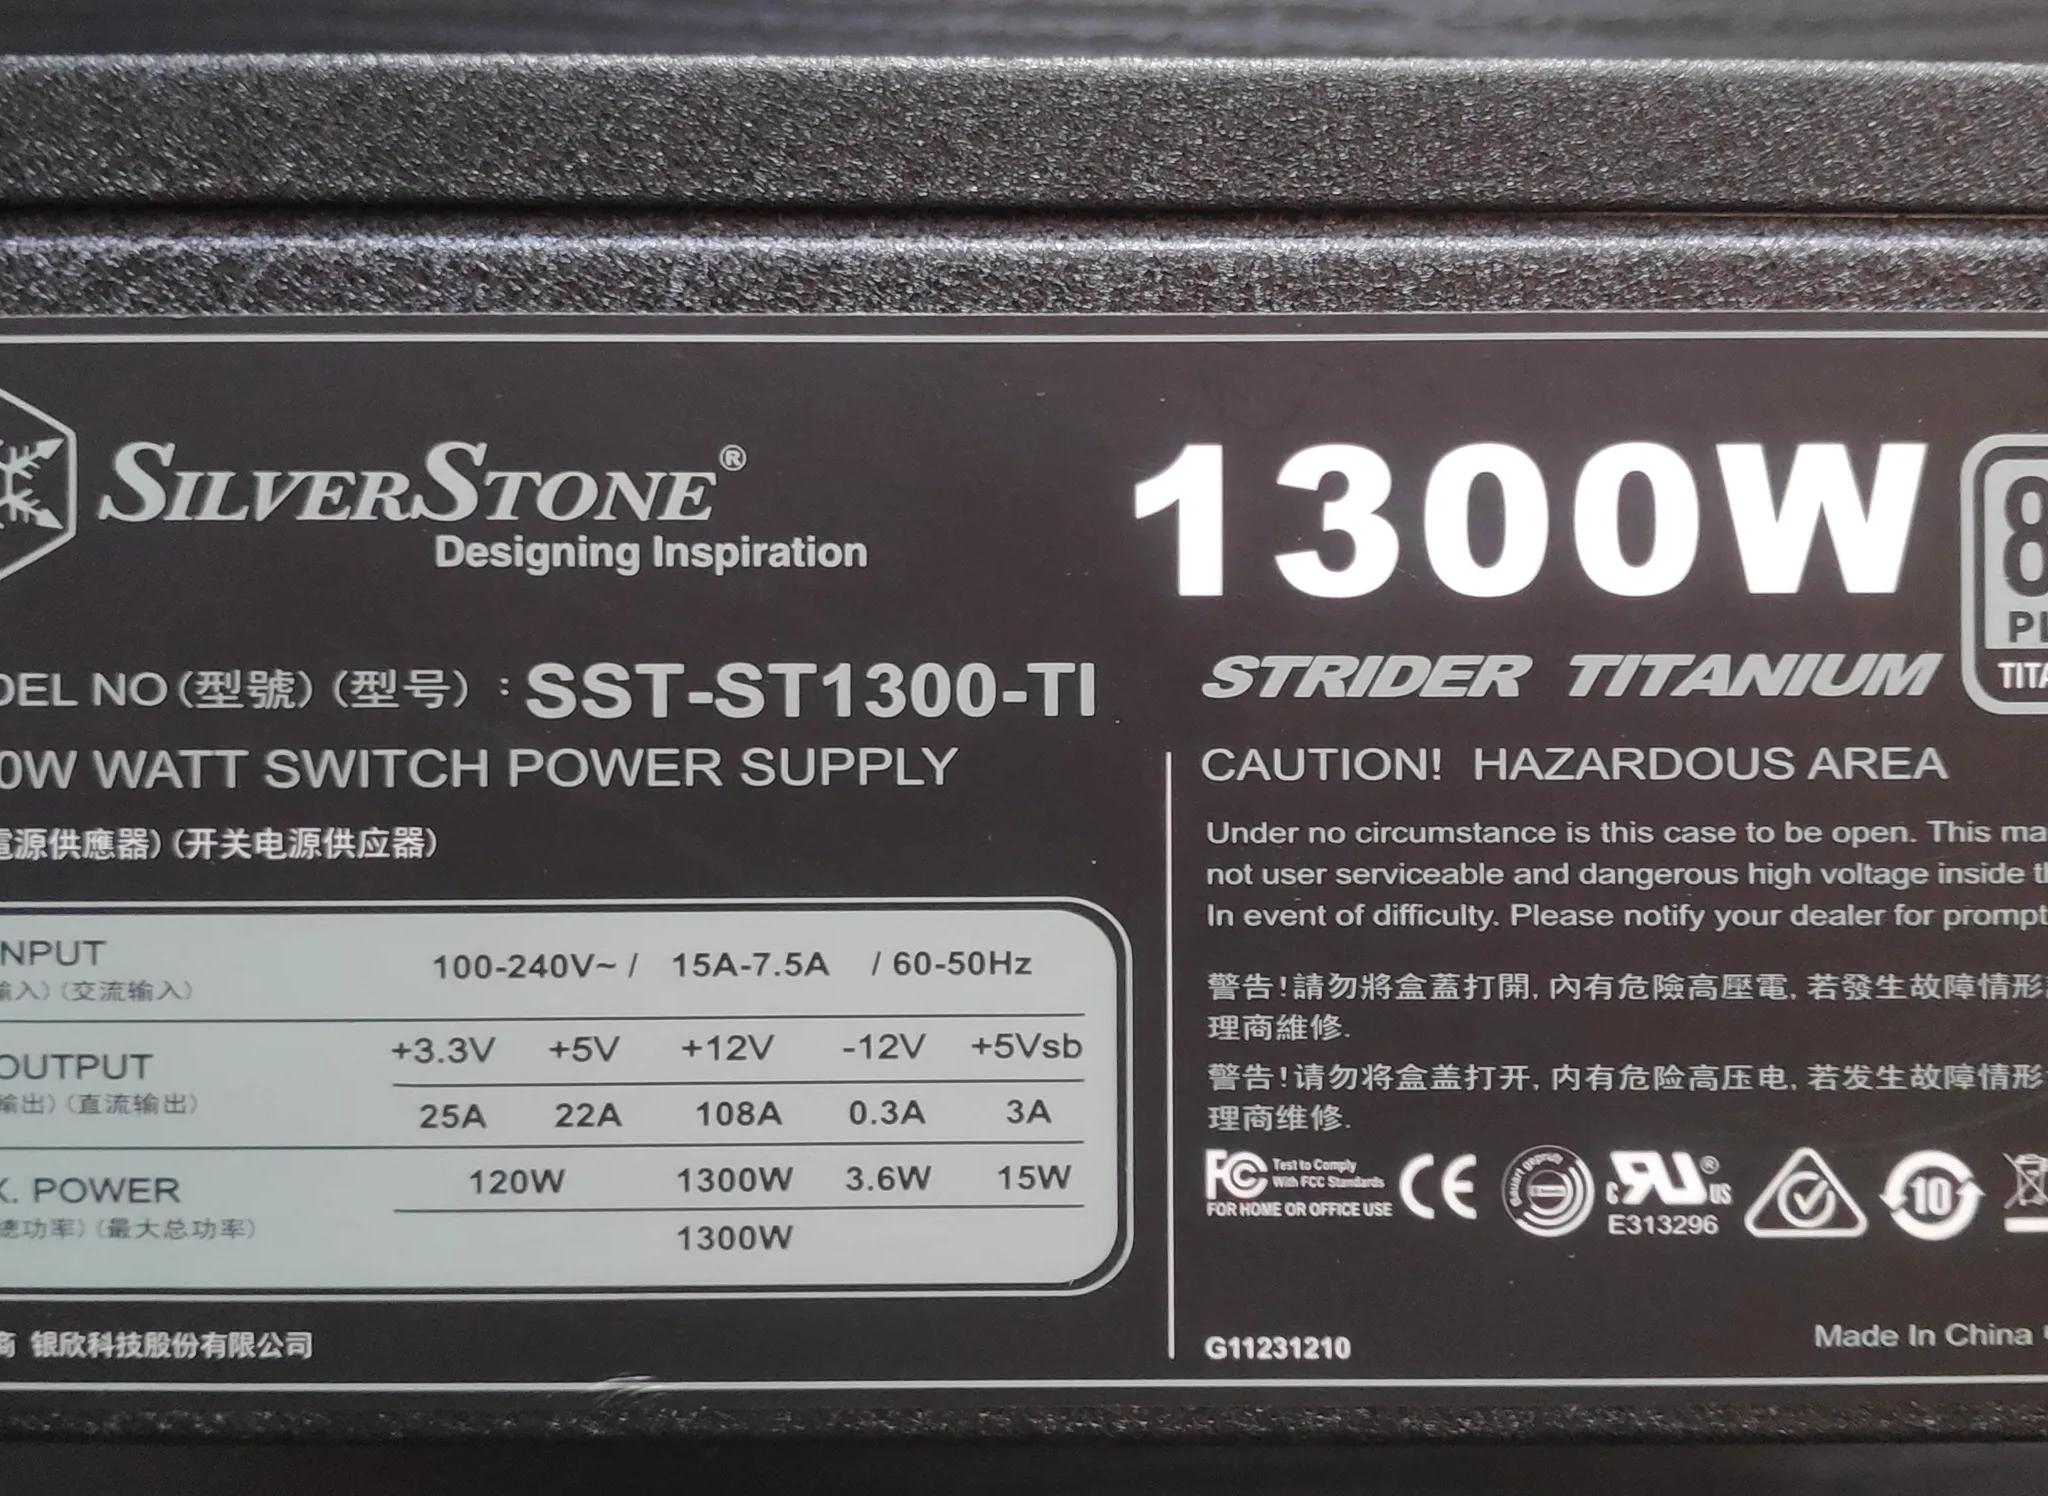 SILVERSTONE®
Designing Inspiration
1300W
STRIDER TITANIUM
NO(型號)(型号) : SST-ST1300-TI
WATT SWITCH POWER SUPPLY
源供應器)(开关电源供应器)
100-240V~ / 15A-7.5A / 60-50Hz
(交流输入)
OUTPUT +3.3V +5V +12V -12V +5Vsb
(直流输出)
25A 22A 108A 0.3A 3A
POWER 120W 1300W 3.6W 15W
功率)(最大总功率)
1300W
银欣科技股份有限公司
CAUTION! HAZARDOUS AREA
Under no circumstance is this case to be open. This
not user serviceable and dangerous high voltage inside
In event of difficulty. Please notify your dealer for prompt
警告!請勿將盒蓋打開, 內有危險高壓電, 若發生故障情形
理商維修.
警告!请勿将盒盖打开, 内有危险高压电, 若发生故障情形
理商维修.
FC Test to Comply
With FCC Standards
FOR HOME OR OFFICE USE
CE
geprüft
c RU® US
E313296
10
G11231210
Made In China